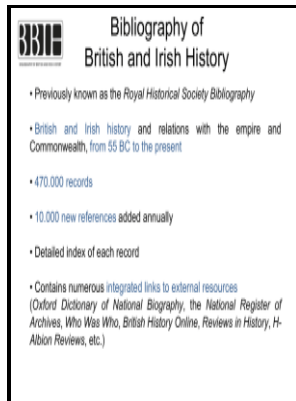 BBIH
Bibliography of
British and Irish History
• Previously known as the Royal Historical Society Bibliography
• British and Irish history and relations with the empire and
Commonwealth, from 55 BC to the present
• 470.000 records
• 10.000 new references added annually
• Detailed index of each record
• Contains numerous integrated links to external resources
(Oxford Dictionary of National Biography, the National Register of
Archives, Who Was Who, British History Online, Reviews in History, H-
Albion Reviews, etc.)